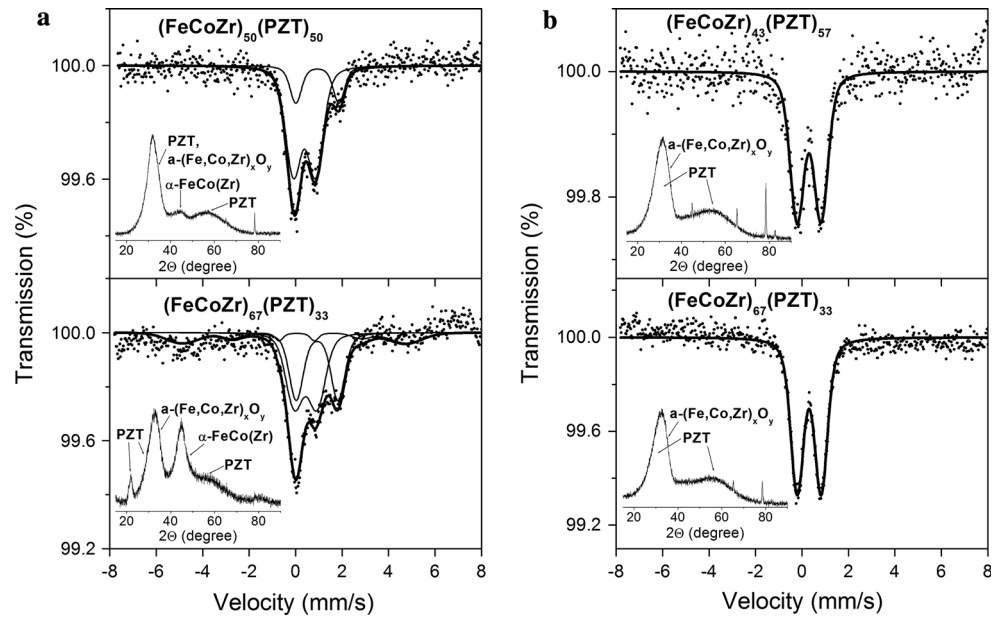 a
(FeCoZr)50(PZT)50
100.0
99.6
Transmission (%)
PZT,
a-(Fe,Co,Zr)xOy
α-FeCo(Zr)
PZT
20 40 60 80
2Θ (degree)
(FeCoZr)67(PZT)33
100.0
99.6
99.2
Transmission (%)
PZT
a-(Fe,Co,Zr)xOy
α-FeCo(Zr)
PZT
20 40 60 80
2Θ (degree)
-8 -6 -4 -2 0 2 4 6 8
Velocity (mm/s)
b
(FeCoZr)43(PZT)57
100.0
99.8
Transmission (%)
a-(Fe,Co,Zr)xOy
PZT
20 40 60 80
2Θ (degree)
(FeCoZr)67(PZT)33
100.0
99.6
99.2
a-(Fe,Co,Zr)xOy
PZT
20 40 60 80
2Θ (degree)
-8 -6 -4 -2 0 2 4 6 8
Velocity (mm/s)